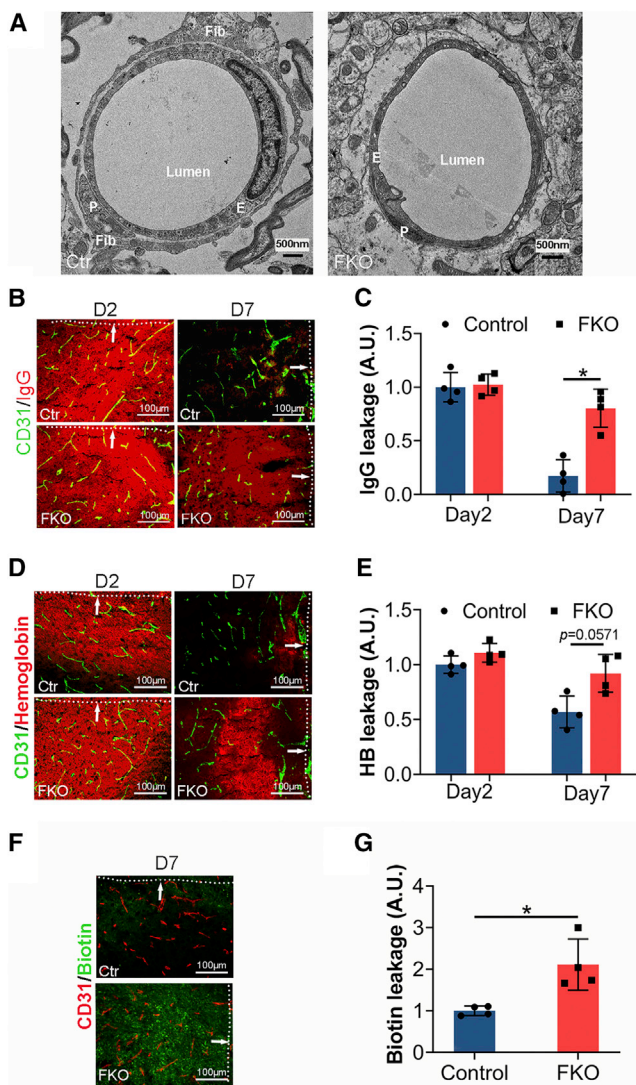 A
Fib
Lumen
P
E
Fib
Ctr
500nm
E
Lumen
P
FKO
500nm
B
D2
D7
CD31/IgG
Ctr
100μm
100μm
Ctr
FKO
100μm
100μm
C
Control
FKO
IgG leakage (A.U.)
1.5
1.0
0.5
0.0
*
Day2
Day7
D
D2
D7
CD31/Hemoglobin
Ctr
100μm
Ctr
100μm
FKO
100μm
FKO
100μm
E
Control
FKO
HB leakage (A.U.)
1.5
1.0
0.5
0.0
p=0.0571
Day2
Day7
F
D7
CD31/Biotin
Ctr
100μm
FKO
100μm
G
Biotin leakage (A.U.)
4
3
2
1
0
*
Control
FKO